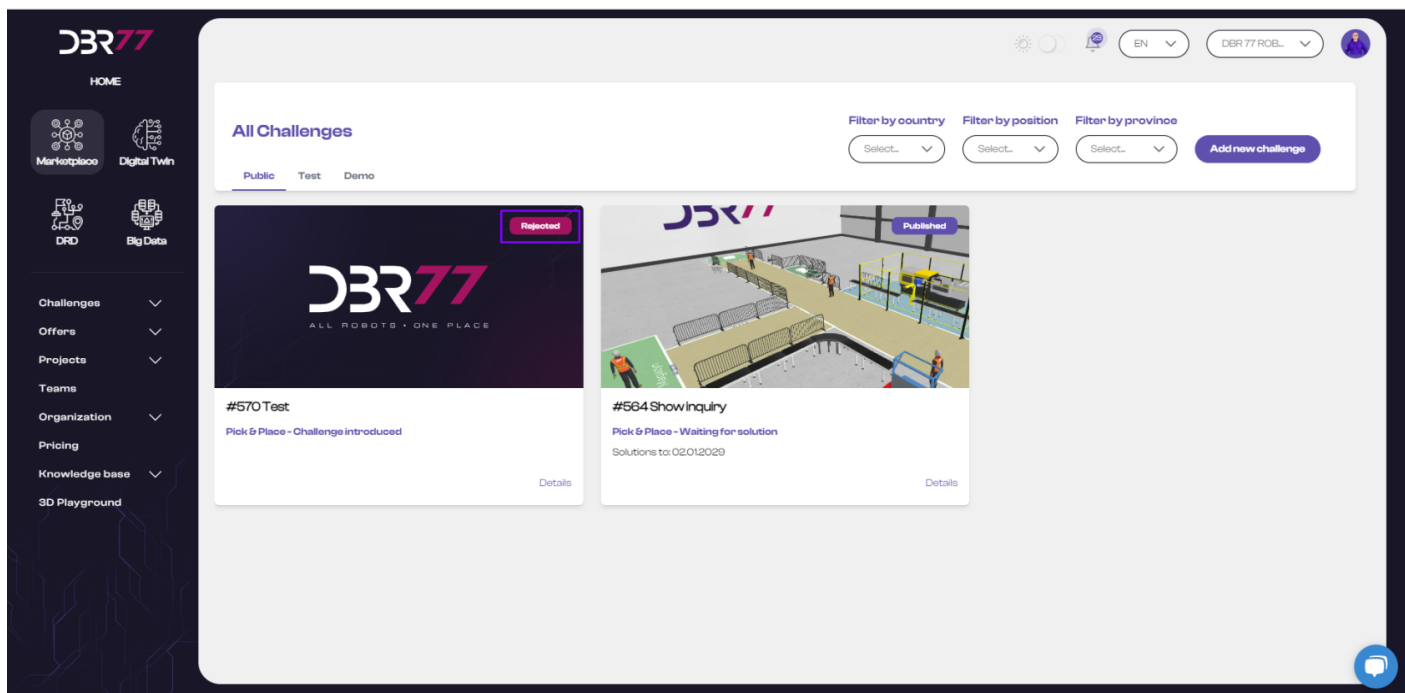 DBR77
HOME
Marketplace
Digital Twin
DRD
Big Data
Challenges
Offers
Projects
Teams
Organization
Pricing
Knowledge base
3D Playground
29
EN
DBR 77 ROB...
All Challenges
Filter by country
Filter by position
Filter by province
Select...
Select...
Select...
Add new challenge
Public
Test
Demo
Rejected
DBR77
ALL ROBOTS • ONE PLACE
#570 Test
Pick & Place - Challenge introduced
Details
DBR77
Published
#564 Show inquiry
Pick & Place - Waiting for solution
Solutions to: 02.01.2029
Details